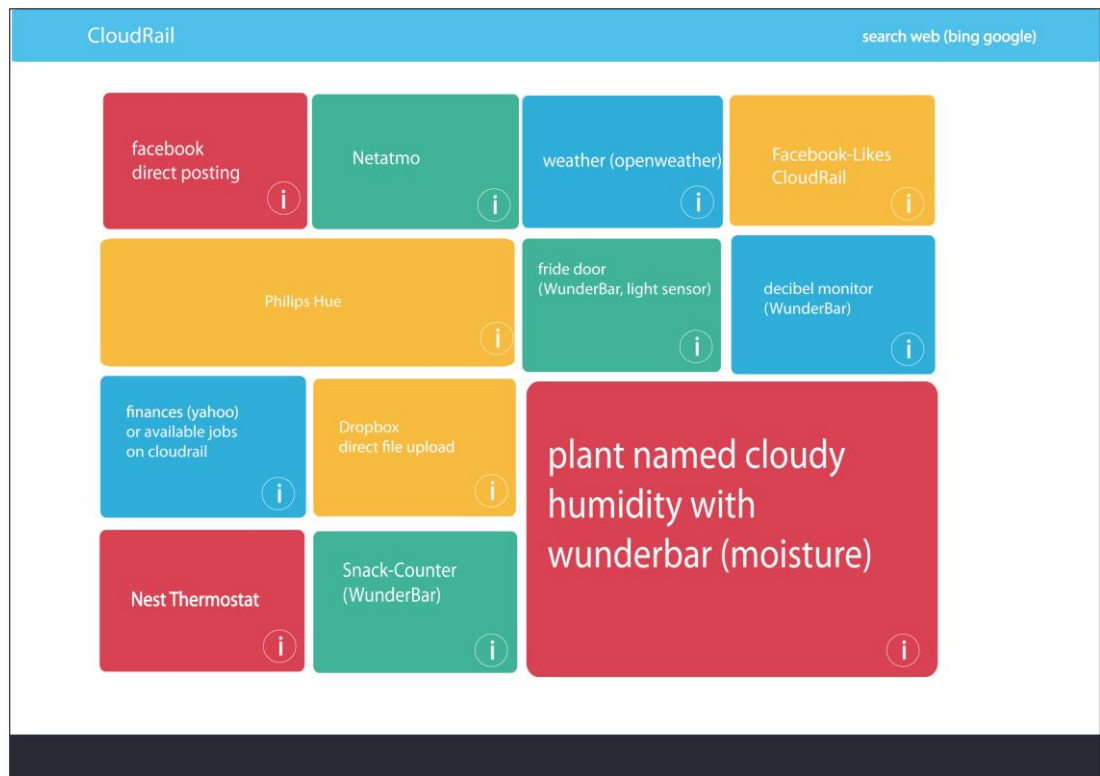 CloudRail
search web (bing google)
facebook
direct posting
i
Netatmo
i
weather (openweather)
i
Facebook-Likes
CloudRail
i
Philips Hue
i
fride door
(WunderBar, light sensor)
i
decibel monitor
(WunderBar)
i
finances (yahoo)
or available jobs
on cloudrail
i
Dropbox
direct file upload
i
plant named cloudy
humidity with
wunderbar (moisture)
i
Nest Thermostat
i
Snack-Counter
(WunderBar)
i